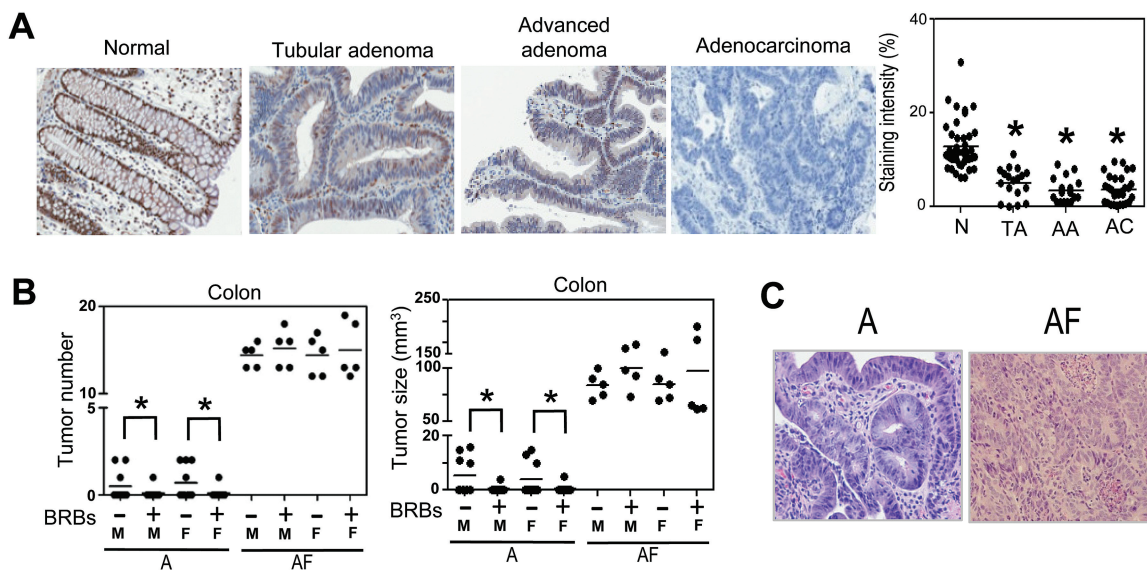 A
Normal
Tubular adenoma
Advanced
adenoma
Adenocarcinoma
Staining intensity (%)
40
20
0
* * *
N TA AA AC
B
Colon
Tumor number
20
10
5
0
* *
BRBs − + − + − + − +
M M F F M M F F
A AF
Colon
Tumor size (mm³)
250
150
100
50
20
0
* *
BRBs − + − + − + − +
M M F F M M F F
A AF
C
A AF